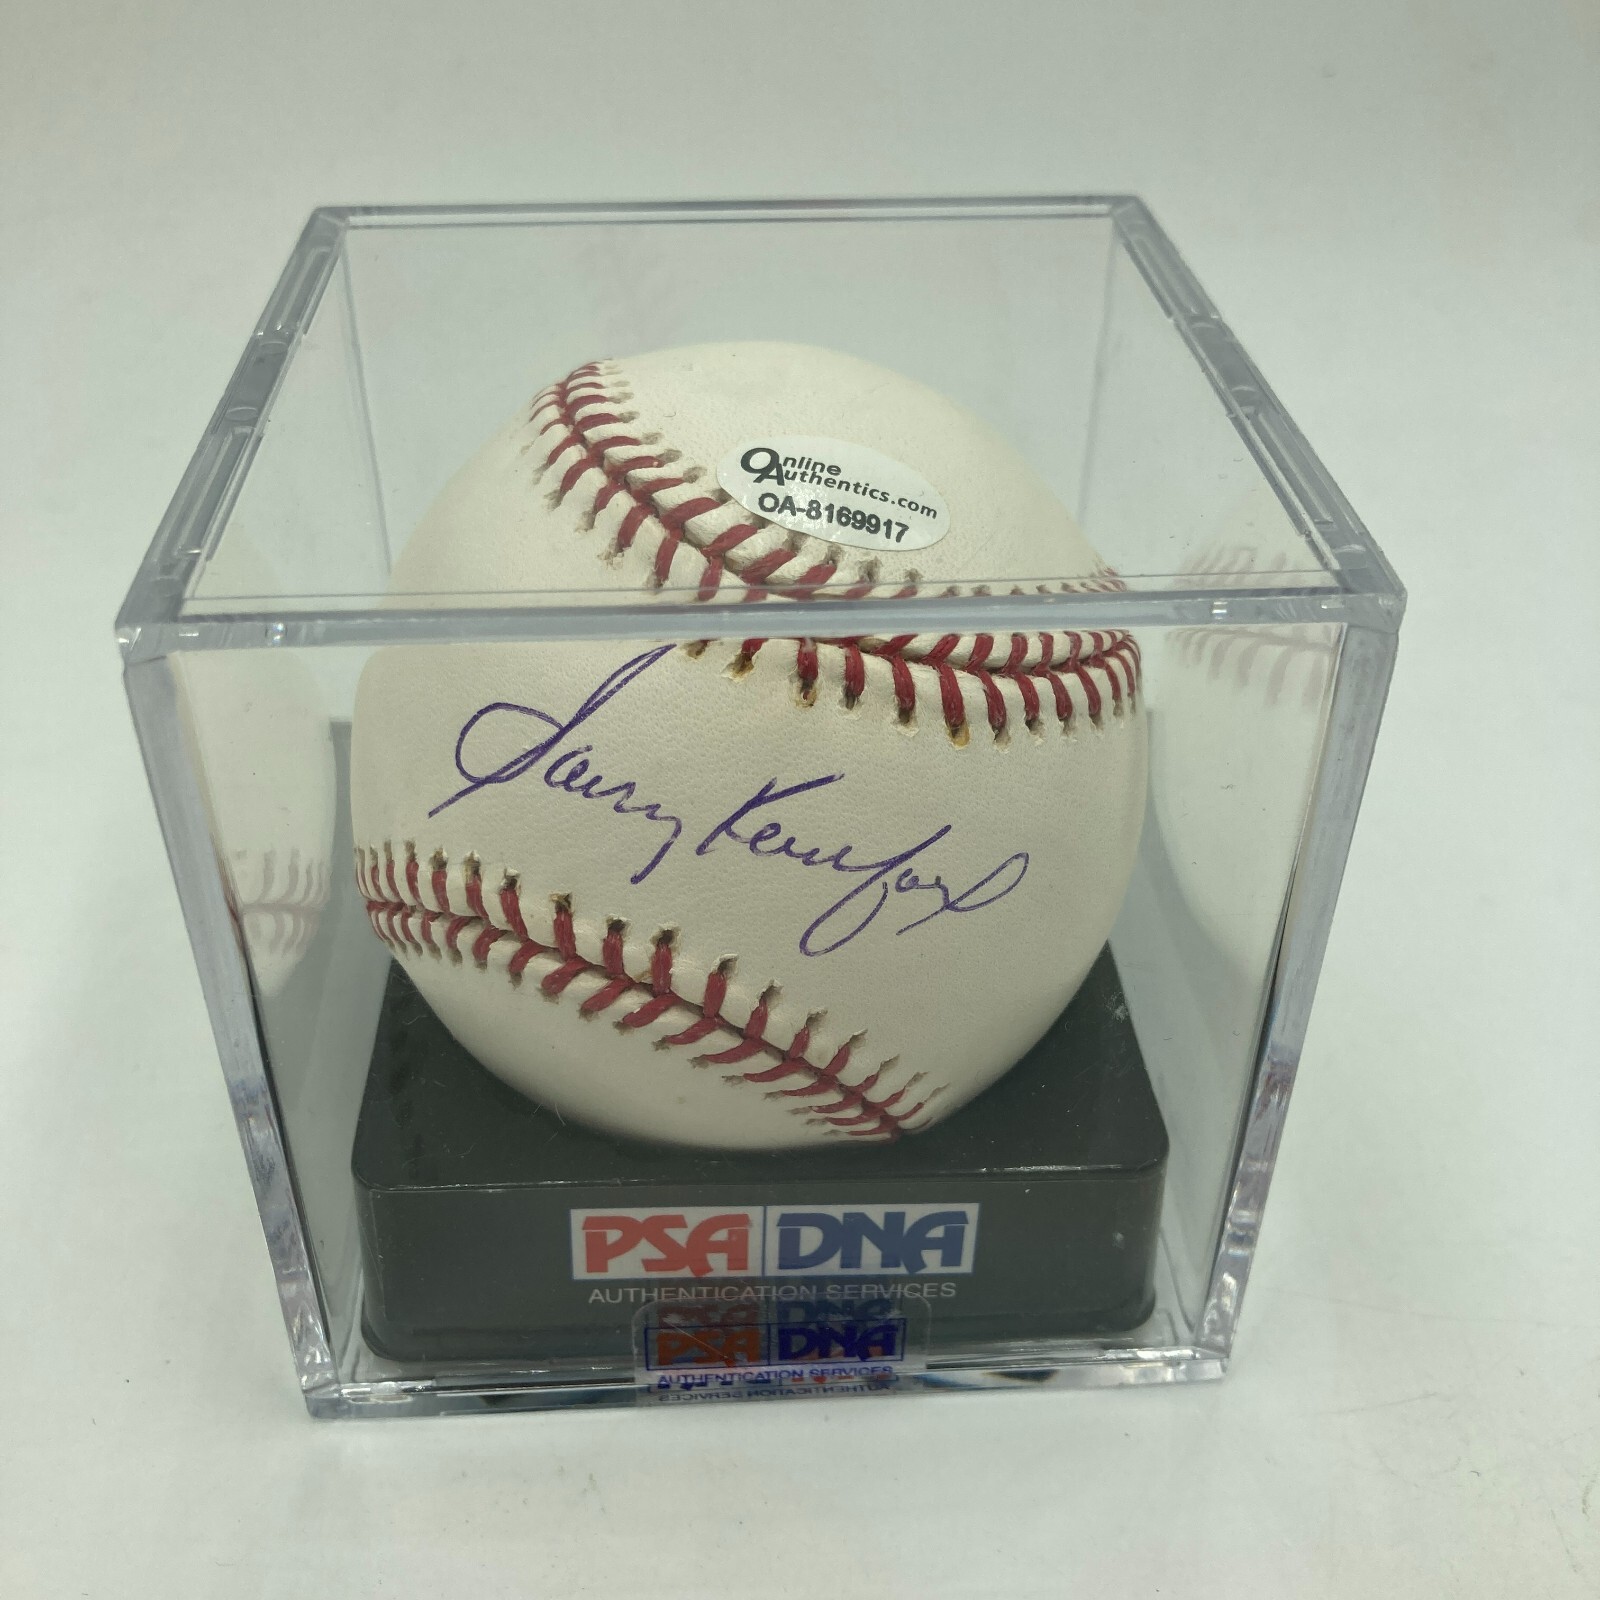 Online
Authentics.com
OA-8169917
Sandy Koufax
PSA DNA
AUTHENTICATION SERVICES
PSA DNA
AUTHENTICATION SERVICES